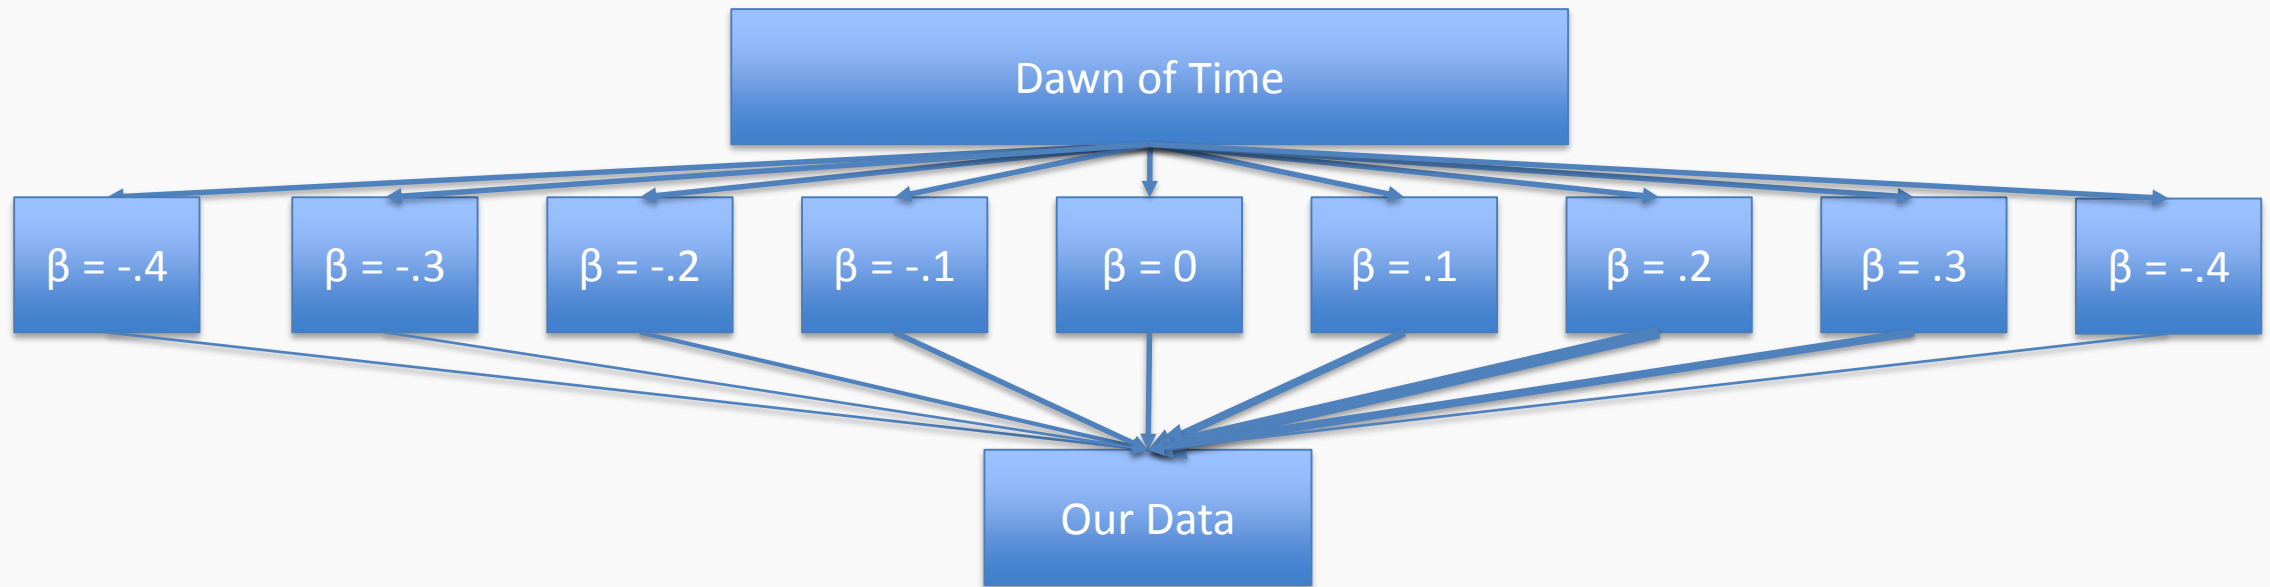 Dawn of Time
β = -.4
β = -.3
β = -.2
β = -.1
β = 0
β = .1
β = .2
β = .3
β = -.4
Our Data